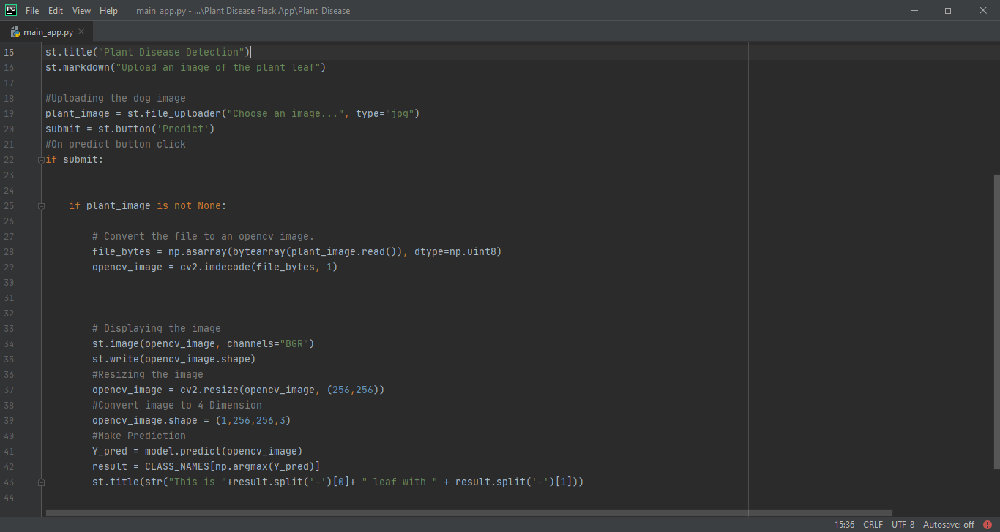 PC File Edit View Help main_app.py - ...\Plant Disease Flask App\Plant_Disease
main_app.py
15 st.title("Plant Disease Detection")
16 st.markdown("Upload an image of the plant leaf")
17
18 #Uploading the dog image
19 plant_image = st.file_uploader("Choose an image...", type="jpg")
20 submit = st.button('Predict')
21 #On predict button click
22 if submit:
23
24
25     if plant_image is not None:
26
27         # Convert the file to an opencv image.
28         file_bytes = np.asarray(bytearray(plant_image.read()), dtype=np.uint8)
29         opencv_image = cv2.imdecode(file_bytes, 1)
30
31
32
33         # Displaying the image
34         st.image(opencv_image, channels="BGR")
35         st.write(opencv_image.shape)
36         #Resizing the image
37         opencv_image = cv2.resize(opencv_image, (256,256))
38         #Convert image to 4 Dimension
39         opencv_image.shape = (1,256,256,3)
40         #Make Prediction
41         Y_pred = model.predict(opencv_image)
42         result = CLASS_NAMES[np.argmax(Y_pred)]
43         st.title(str("This is "+result.split('-')[0]+ " leaf with " + result.split('-')[1]))
44
15:36 CRLF UTF-8 Autosave: off